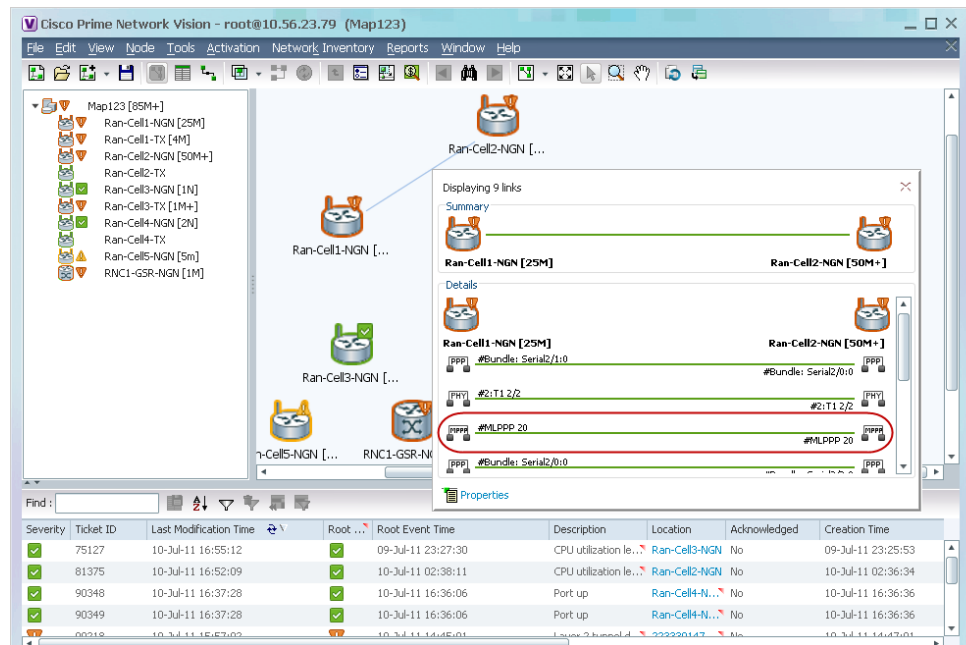 Cisco Prime Network Vision - root@10.56.23.79 (Map123)
File Edit View Node Tools Activation Network Inventory Reports Window Help
Map123 [85M+]
Ran-Cell1-NGN [25M]
Ran-Cell1-TX [4M]
Ran-Cell2-NGN [50M+]
Ran-Cell2-TX
Ran-Cell3-NGN [1N]
Ran-Cell3-TX [1M+]
Ran-Cell4-NGN [2N]
Ran-Cell4-TX
Ran-Cell5-NGN [5m]
RNC1-GSR-NGN [1M]
Ran-Cell2-NGN [...
Ran-Cell1-NGN [...
Ran-Cell3-NGN [...
n-Cell5-NGN [... RNC1-GSR-N
Displaying 9 links
Summary
Ran-Cell1-NGN [25M] Ran-Cell2-NGN [50M+]
Details
Ran-Cell1-NGN [25M] Ran-Cell2-NGN [50M+]
PPP #Bundle: Serial2/1:0 PPP
#Bundle: Serial2/0:0
PHY #2:T1 2/2 PHY
#2:T1 2/2
MPPP #MLPPP 20 MPPP
#MLPPP 20
PPP #Bundle: Serial2/0:0 PPP
Properties
Find :
Severity Ticket ID Last Modification Time Root ... Root Event Time Description Location Acknowledged Creation Time
75127 10-Jul-11 16:55:12 09-Jul-11 23:27:30 CPU utilization le... Ran-Cell3-NGN No 09-Jul-11 23:25:53
81375 10-Jul-11 16:52:09 10-Jul-11 02:38:11 CPU utilization le... Ran-Cell2-NGN No 10-Jul-11 02:36:34
90348 10-Jul-11 16:37:28 10-Jul-11 16:36:06 Port up Ran-Cell4-N... No 10-Jul-11 16:36:36
90349 10-Jul-11 16:37:28 10-Jul-11 16:36:06 Port up Ran-Cell4-N... No 10-Jul-11 16:36:36